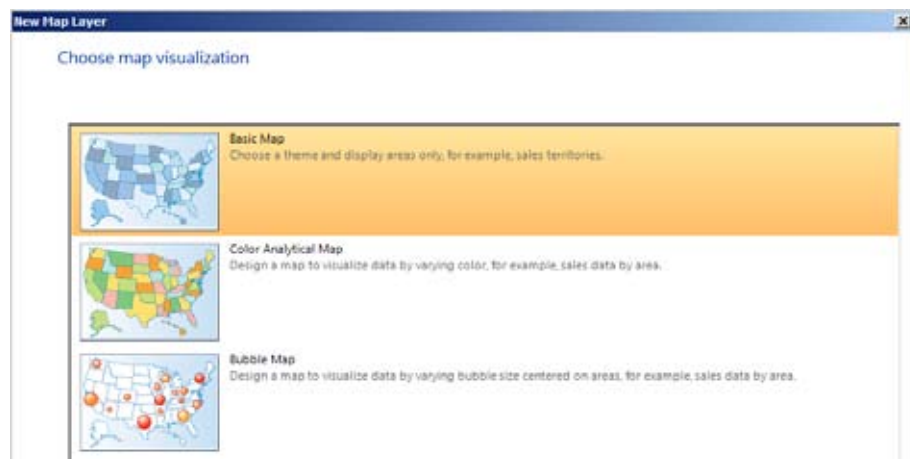 New Map Layer
Choose map visualization
Basic Map
Choose a theme and display areas only, for example, sales territories.
Color Analytical Map
Design a map to visualize data by varying color, for example, sales data by area.
Bubble Map
Design a map to visualize data by varying bubble size centered on areas, for example, sales data by area.